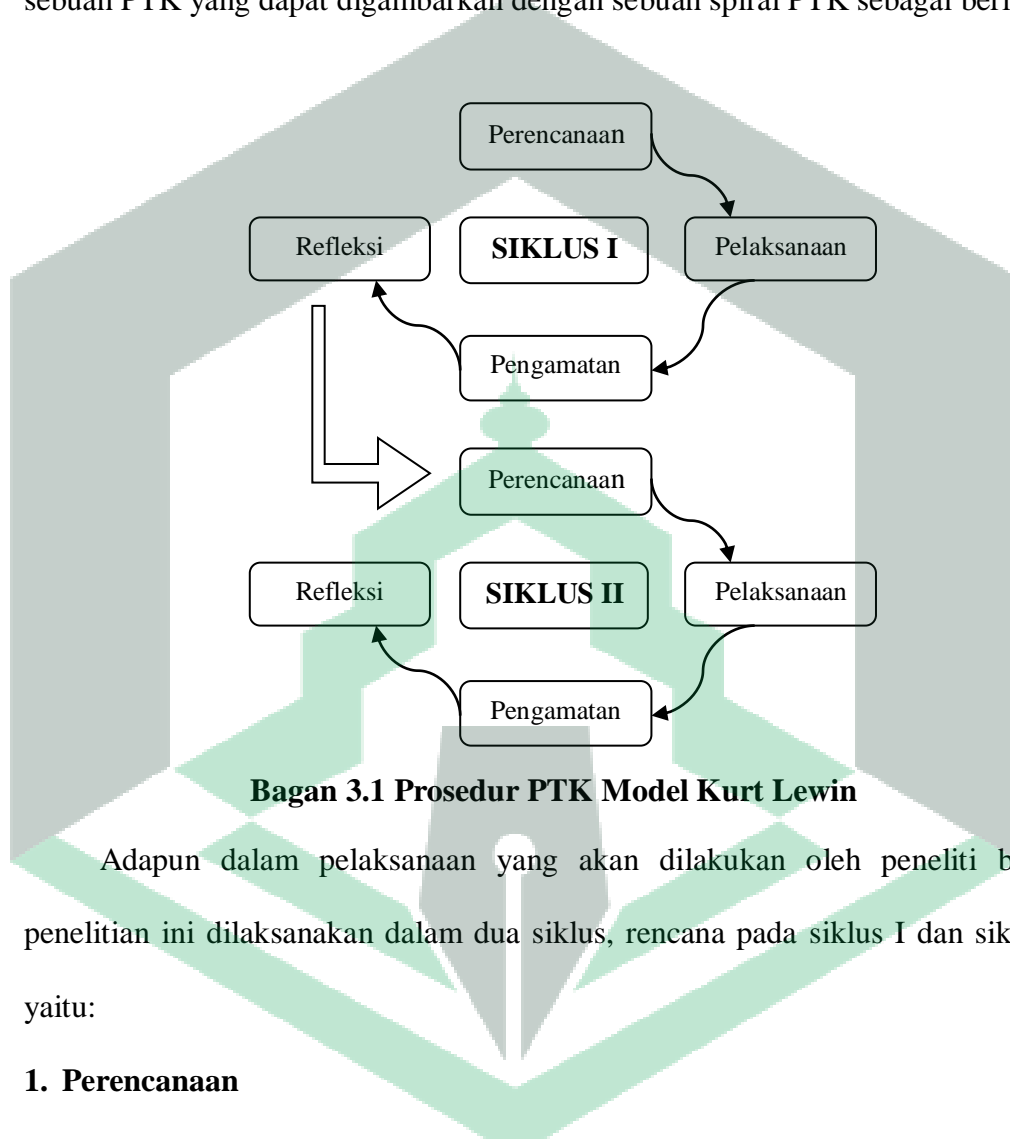 sebuah PTK yang dapat digambarkan dengan sebuah spiral PTK sebagai
Perencanaan
Refleksi
SIKLUS I
Pelaksanaan
Pengamatan
Perencanaan
Refleksi
SIKLUS II
Pelaksanaan
Pengamatan
Bagan 3.1 Prosedur PTK Model Kurt Lewin
Adapun dalam pelaksanaan yang akan dilakukan oleh peneliti b
penelitian ini dilaksanakan dalam dua siklus, rencana pada siklus I dan sik
yaitu:
1. Perencanaan